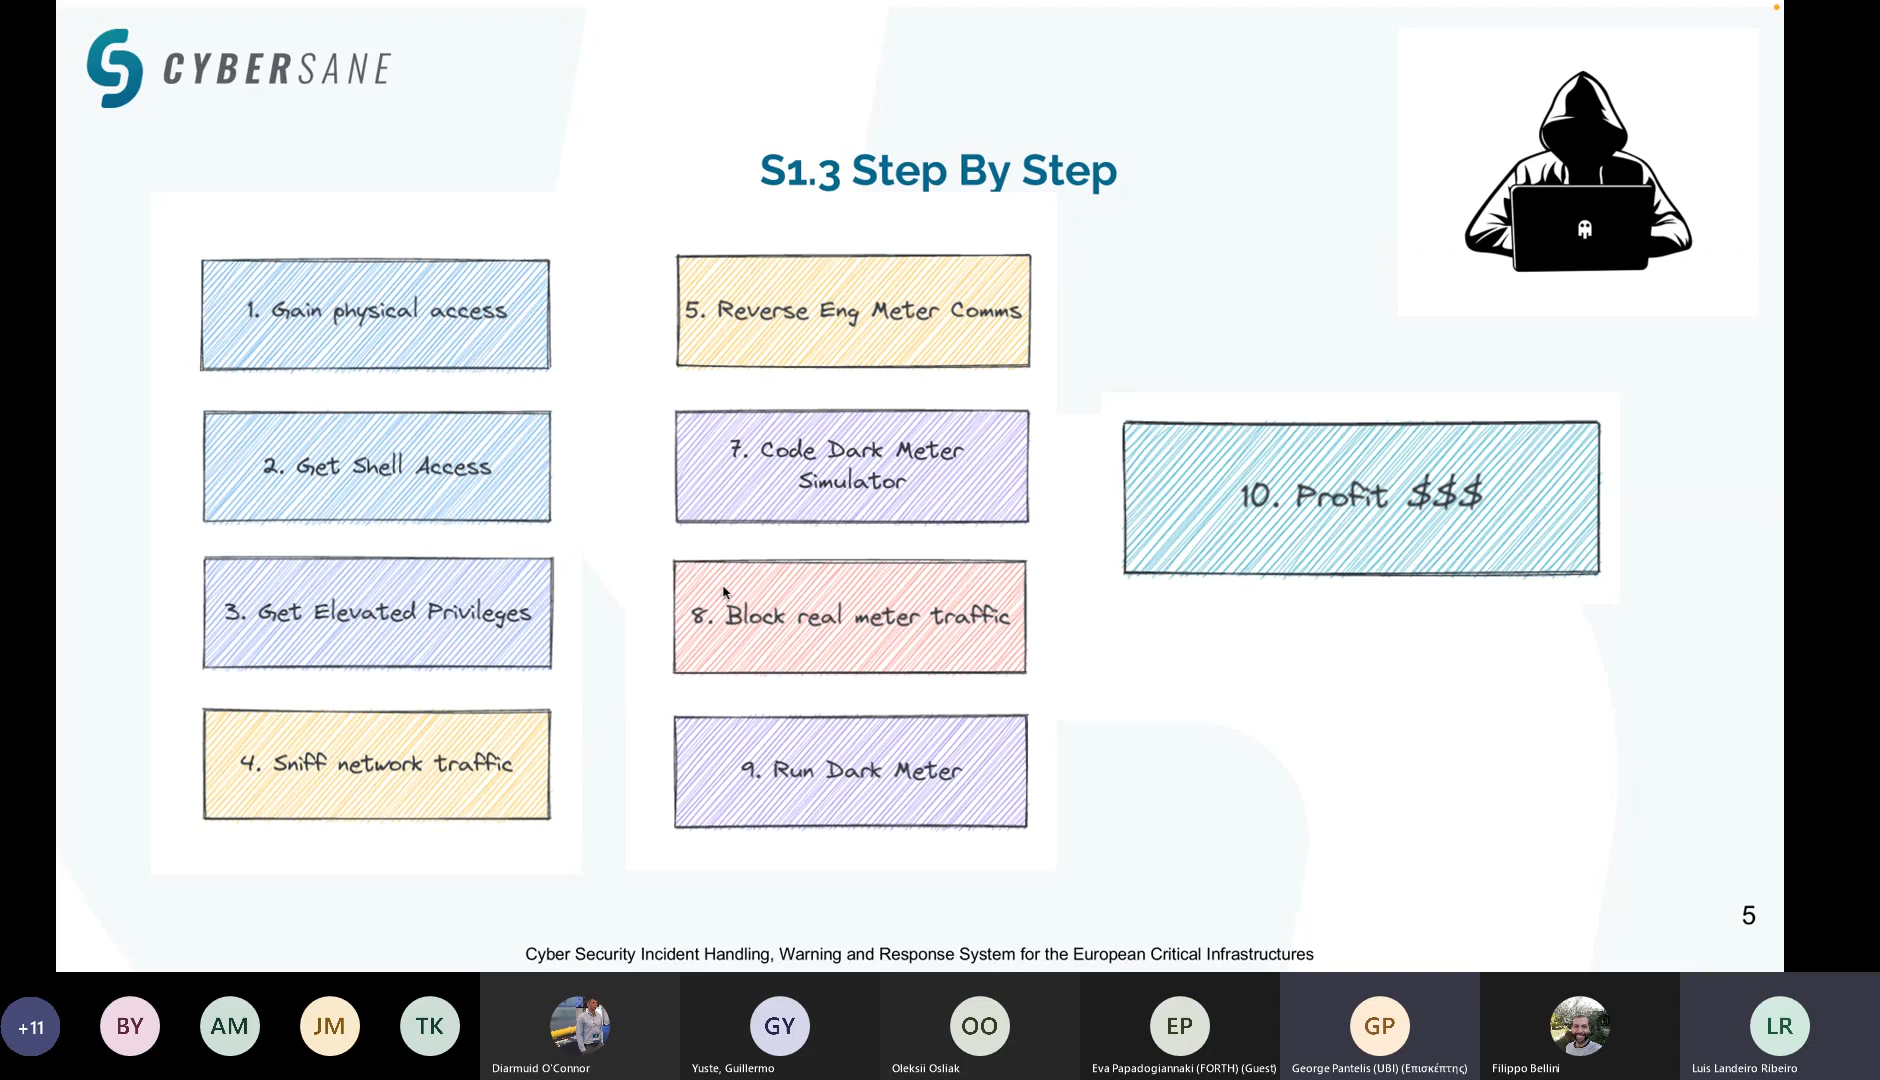 CYBERSANE
S1.3 Step By Step
1. Gain physical access
2. Get Shell Access
3. Get Elevated Privileges
4. Sniff network traffic
5. Reverse Eng Meter Comms
7. Code Dark Meter
Simulator
8. Block real meter traffic
9. Run Dark Meter
10. Profit $$$
5
Cyber Security Incident Handling, Warning and Response System for the European Critical Infrastructures
+11
BY
AM
JM
TK
Diarmuid O'Connor
GY
Yuste, Guillermo
OO
Oleksii Osliak
EP
Eva Papadogiannaki (FORTH) (Guest)
GP
George Pantelis (UBI) (Επισκέπτης)
Filippo Bellini
LR
Luis Landeiro Ribeiro